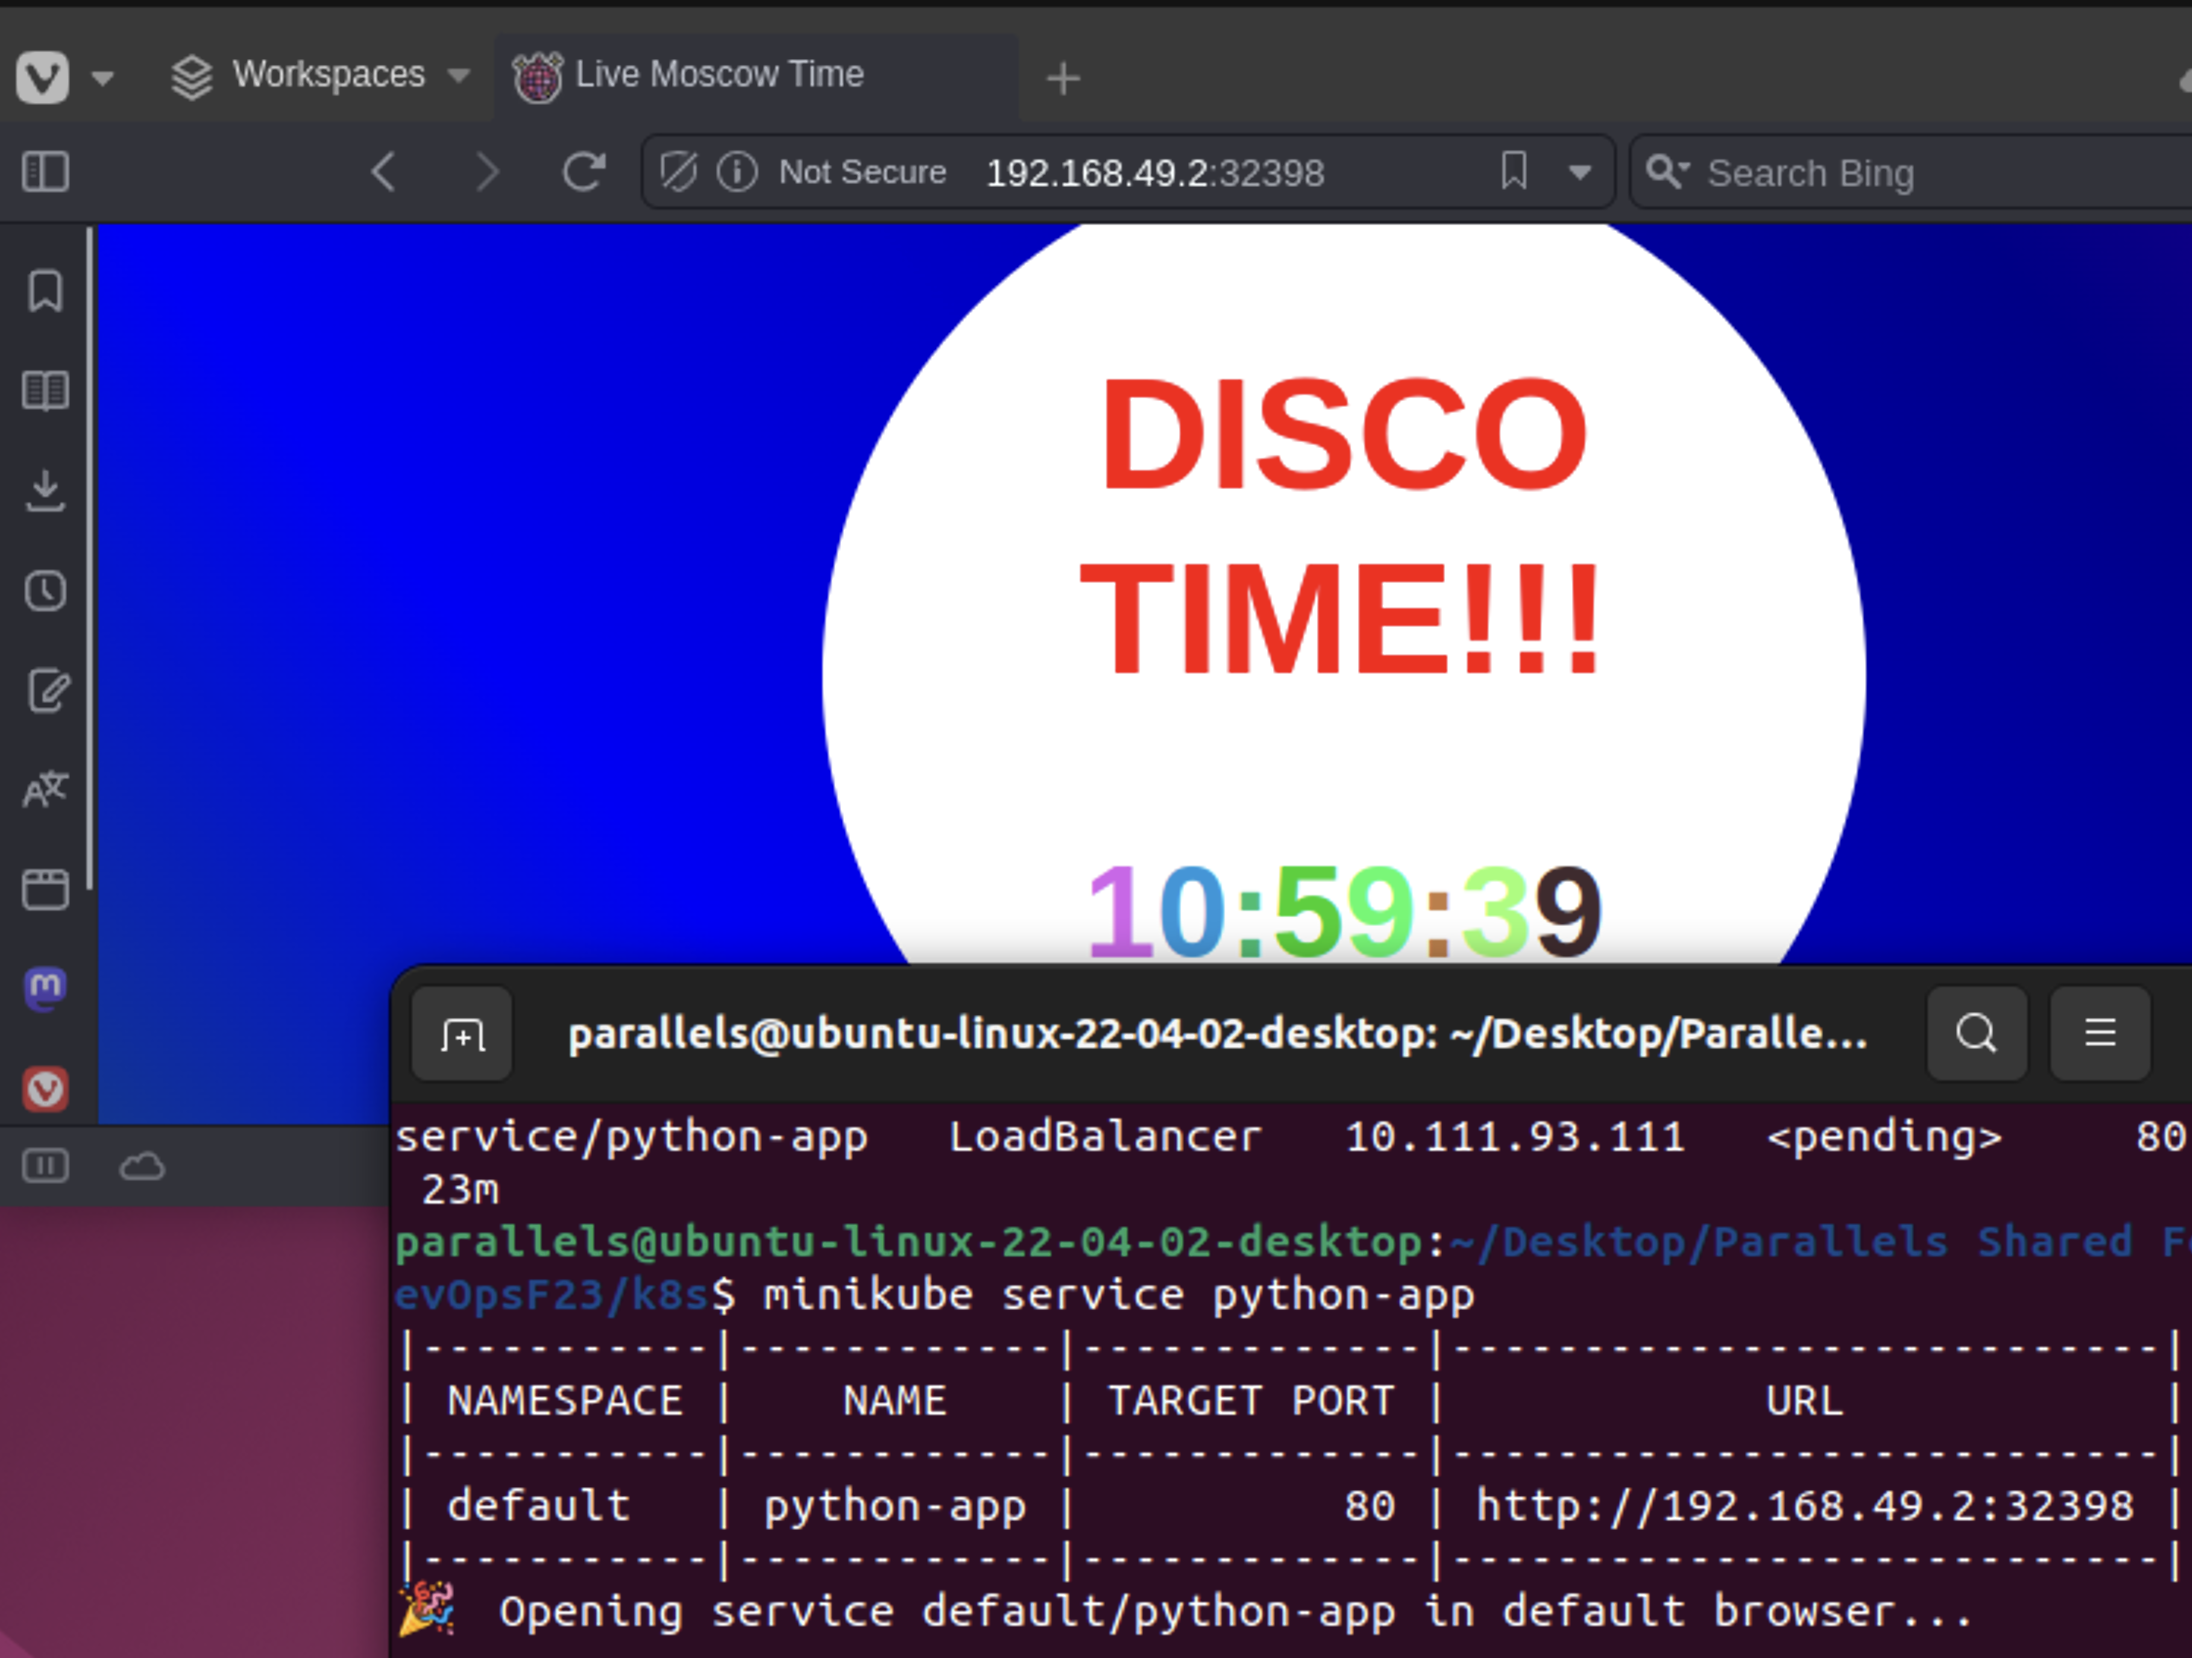 Workspaces
Live Moscow Time
Not Secure 192.168.49.2:32398
Search Bing
DISCO
TIME!!!
10:59:39
parallels@ubuntu-linux-22-04-02-desktop: ~/Desktop/Paralle...
service/python-app LoadBalancer 10.111.93.111 <pending> 80
23m
parallels@ubuntu-linux-22-04-02-desktop:~/Desktop/Parallels Shared
evOpsF23/k8s$ minikube service python-app
|-----------|------------|-------------|---------------------------|
| NAMESPACE | NAME | TARGET PORT | URL |
|-----------|------------|-------------|---------------------------|
| default | python-app | 80 | http://192.168.49.2:32398 |
|-----------|------------|-------------|---------------------------|
🎉 Opening service default/python-app in default browser...